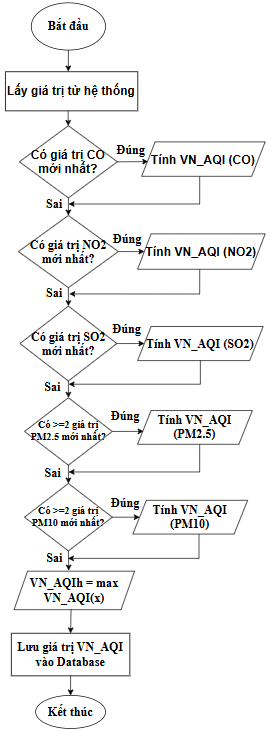 Bắt đầu
Lấy giá trị từ hệ thống
Có giá trị CO
mới nhất?
Đúng
Tính VN_AQI (CO)
Sai
Có giá trị NO2
mới nhất?
Đúng
Tính VN_AQI (NO2)
Sai
Có giá trị SO2
mới nhất?
Đúng
Tính VN_AQI (SO2)
Sai
Có >=2 giá trị
PM2.5 mới nhất?
Đúng
Tính VN_AQI
(PM2.5)
Sai
Có >=2 giá trị
PM10 mới nhất?
Đúng
Tính VN_AQI
(PM10)
Sai
VN_AQIh = max
VN_AQI(x)
Lưu giá trị VN_AQI
vào Database
Kết thúc